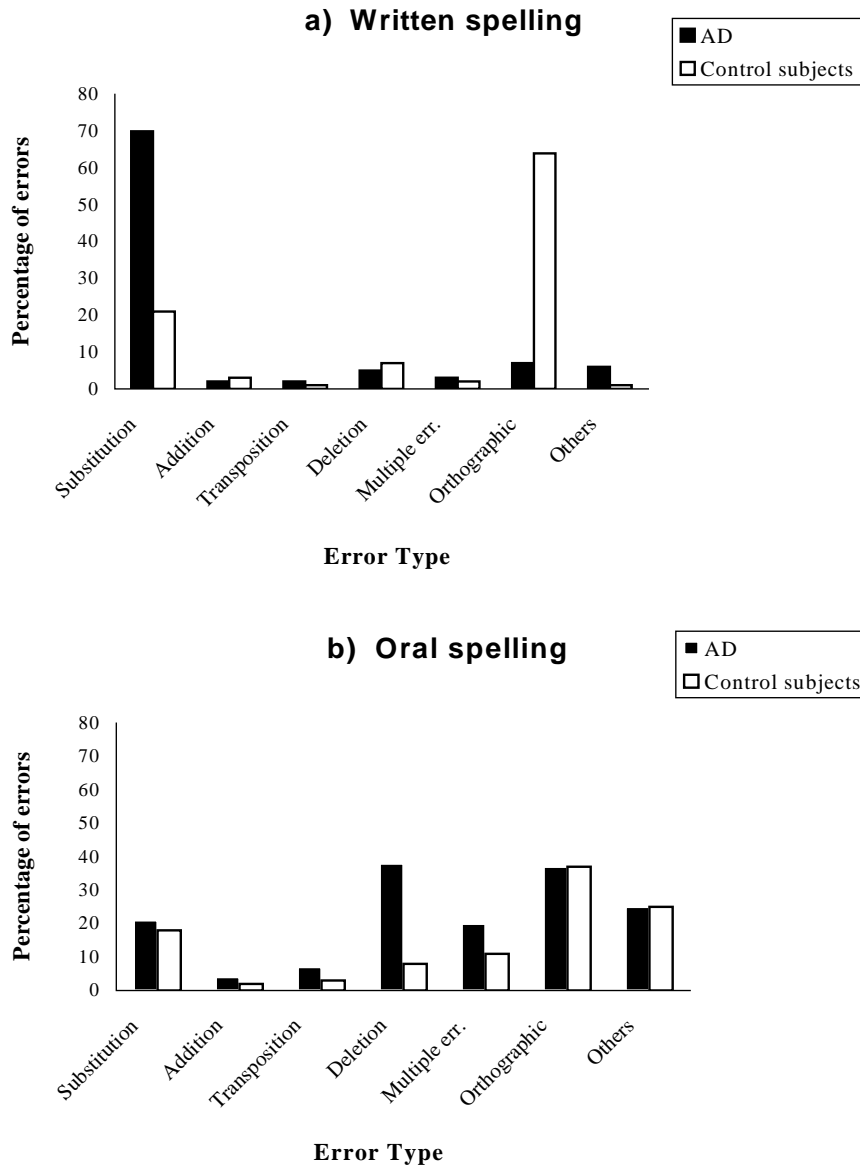 a) Written spelling
AD
Control subjects
Percentage of errors
80
70
60
50
40
30
20
10
0
Substitution
Addition
Transposition
Deletion
Multiple err.
Orthographic
Others
Error Type
b) Oral spelling
AD
Control subjects
Percentage of errors
80
70
60
50
40
30
20
10
0
Substitution
Addition
Transposition
Deletion
Multiple err.
Orthographic
Others
Error Type